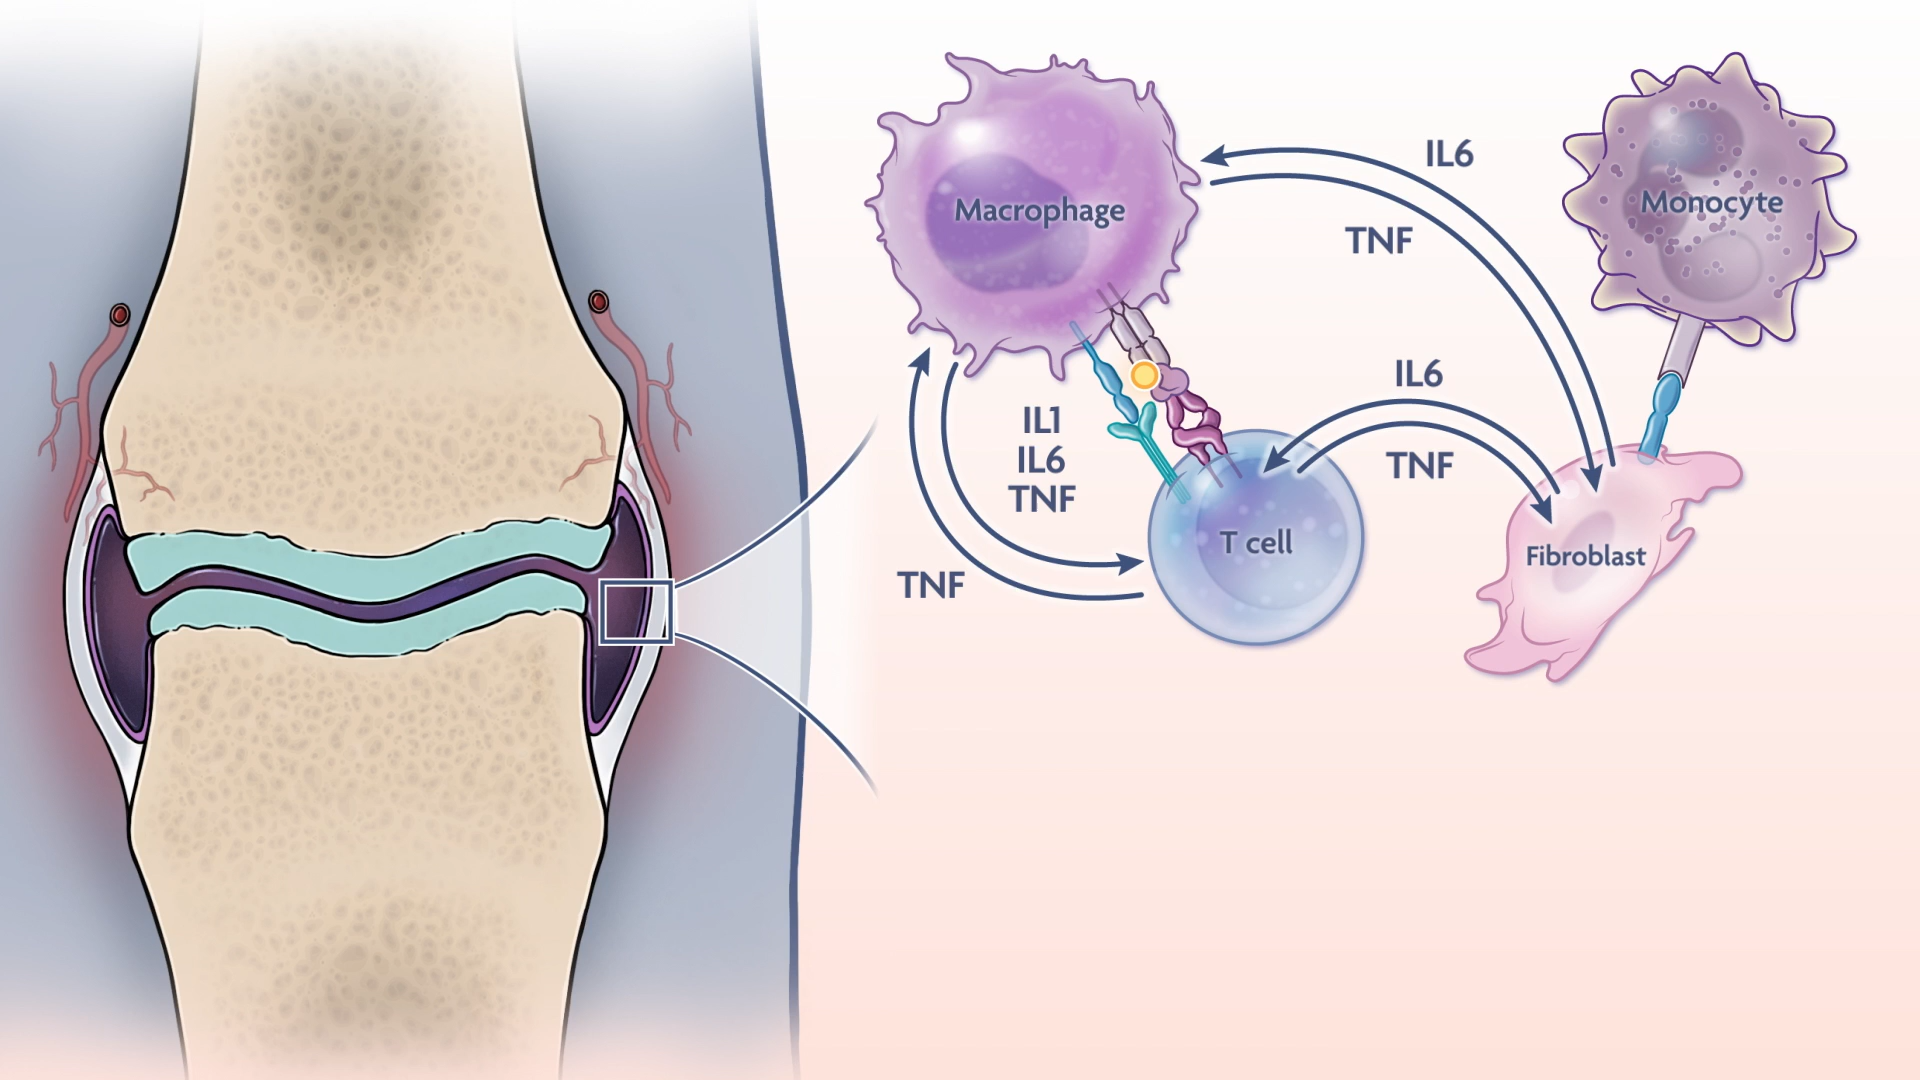 Macrophage
Monocyte
IL6
TNF
IL6
TNF
IL1
IL6
TNF
TNF
T cell
Fibroblast